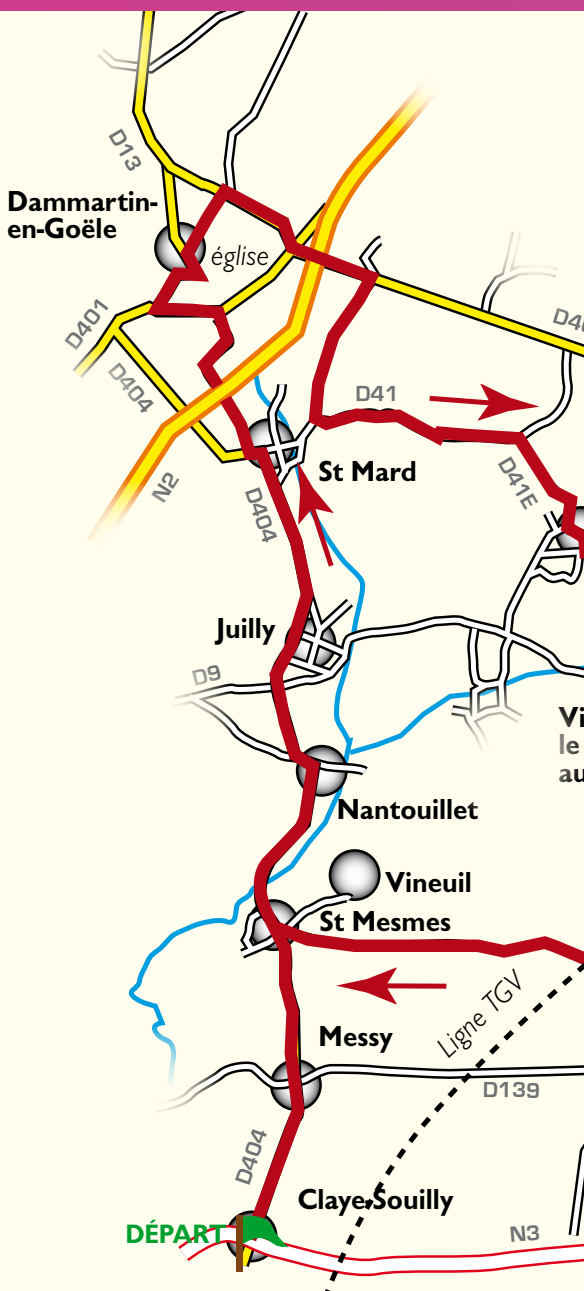 D13
Dammartin-
en-Goële
église
D401
D404
N2
D41
D41E
St Mard
D404
Juilly
D9
Vi
le
au
Nantouillet
Vineuil
St Mesmes
Ligne TGV
Messy
D139
D404
Claye-Souilly
DÉPART
N3